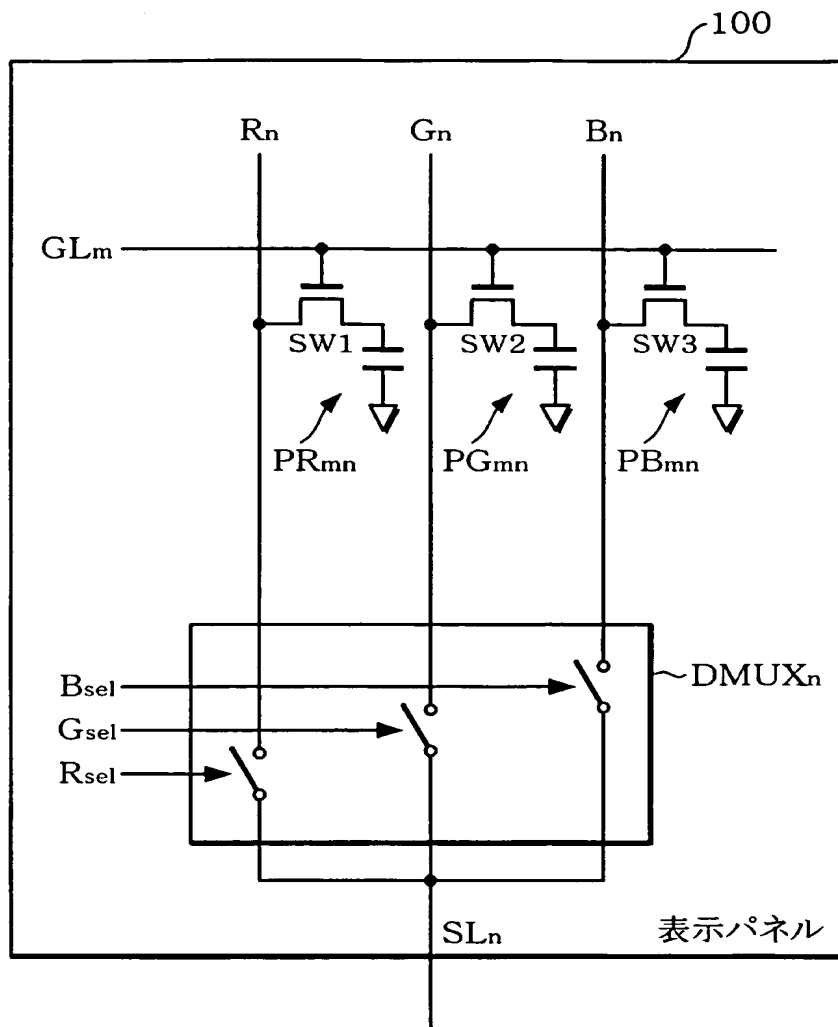 100
Rn
Gn
Bn
GLm
SW1
SW2
SW3
PRmn
PGmn
PBmn
Bsel
Gsel
Rsel
DMUXn
SLn
表示パネル